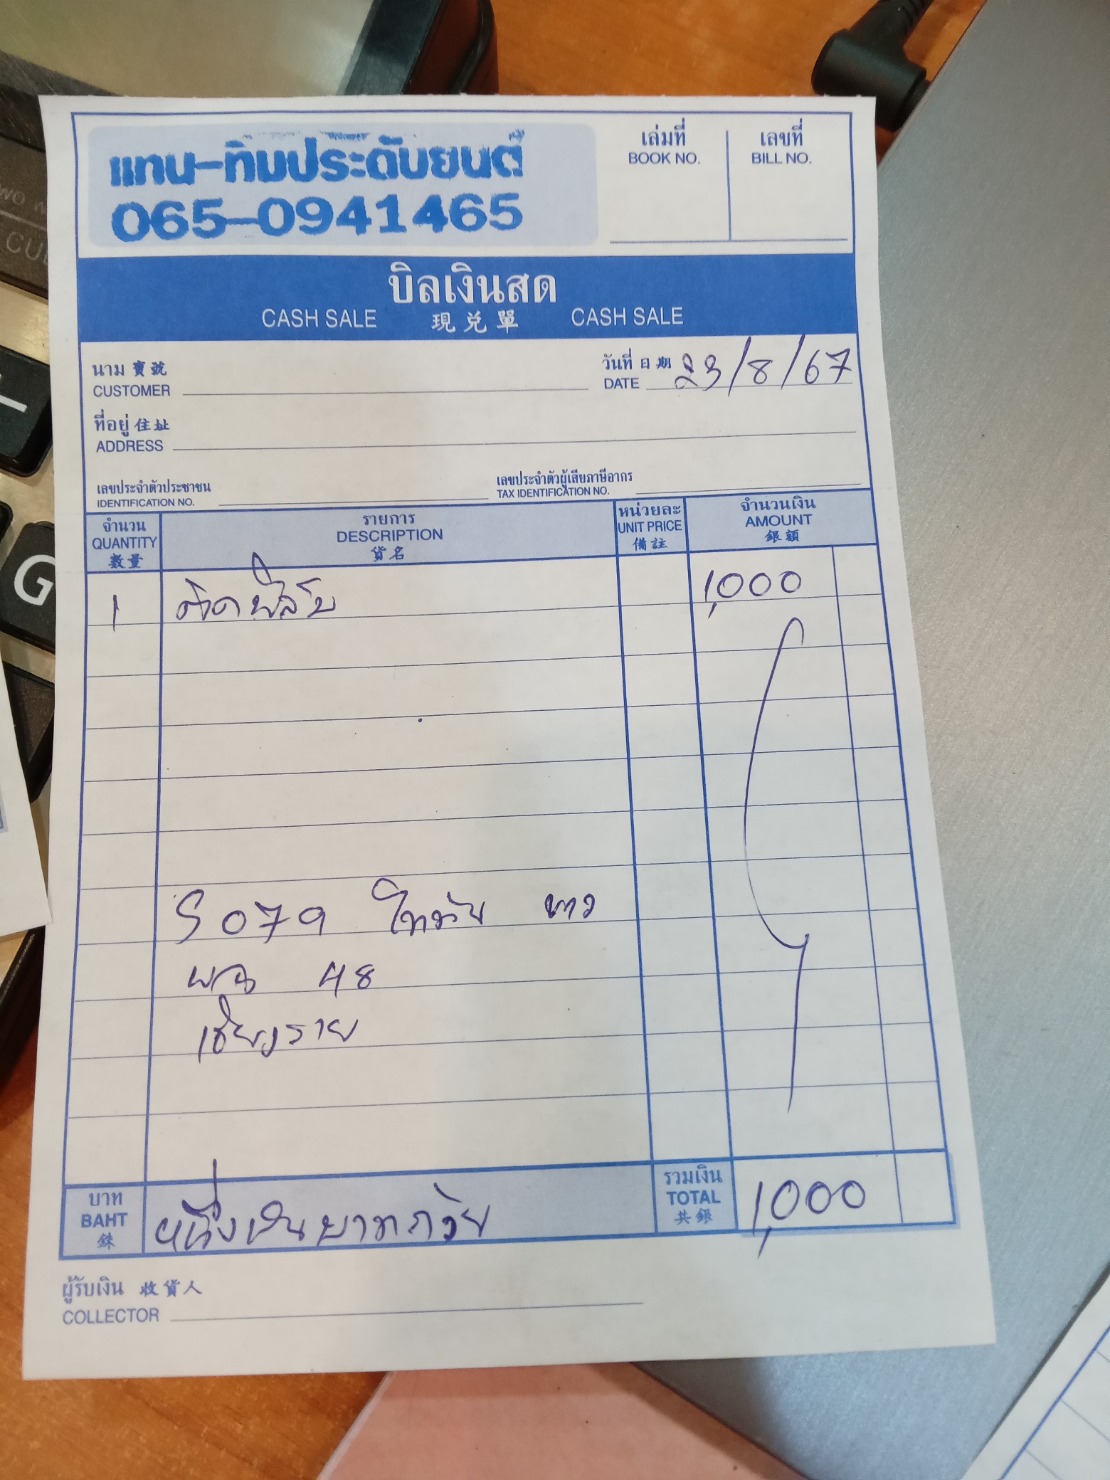 แทน-ทิมประดับยนต์
065-0941465
เล่มที่
BOOK NO.
เลขที่
BILL NO.
บิลเงินสด
CASH SALE 現兑單 CASH SALE
นาม 寶號
CUSTOMER
วันที่ 日期
DATE 23/8/67
ที่อยู่ 住址
ADDRESS
เลขประจำตัวประชาชน
IDENTIFICATION NO.
เลขประจำตัวผู้เสียภาษีอากร
TAX IDENTIFICATION NO.
จำนวน
QUANTITY
數量
รายการ
DESCRIPTION
貨名
หน่วยละ
UNIT PRICE
備註
จำนวนเงิน
AMOUNT
銀額
1 ติดฟิล์ม 1,000
5079 ขาว
48
เชียงราย
บาท
BAHT
銖
หนึ่งพันบาทถ้วย
รวมเงิน
TOTAL
共銀
1,000
ผู้รับเงิน 收貨人
COLLECTOR
G